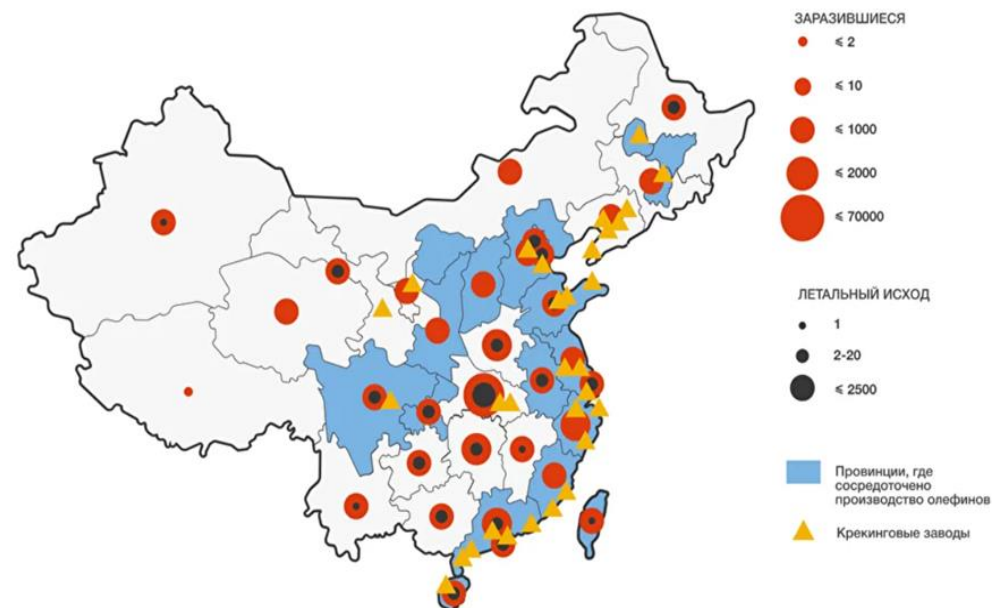 ЗАРАЗИВШИЕСЯ
⩽ 2
⩽ 10
⩽ 1000
⩽ 2000
⩽ 70000
ЛЕТАЛЬНЫЙ ИСХОД
1
2-20
⩽ 2500
Провинции, где
сосредоточено
производство олефинов
Крекинговые заводы